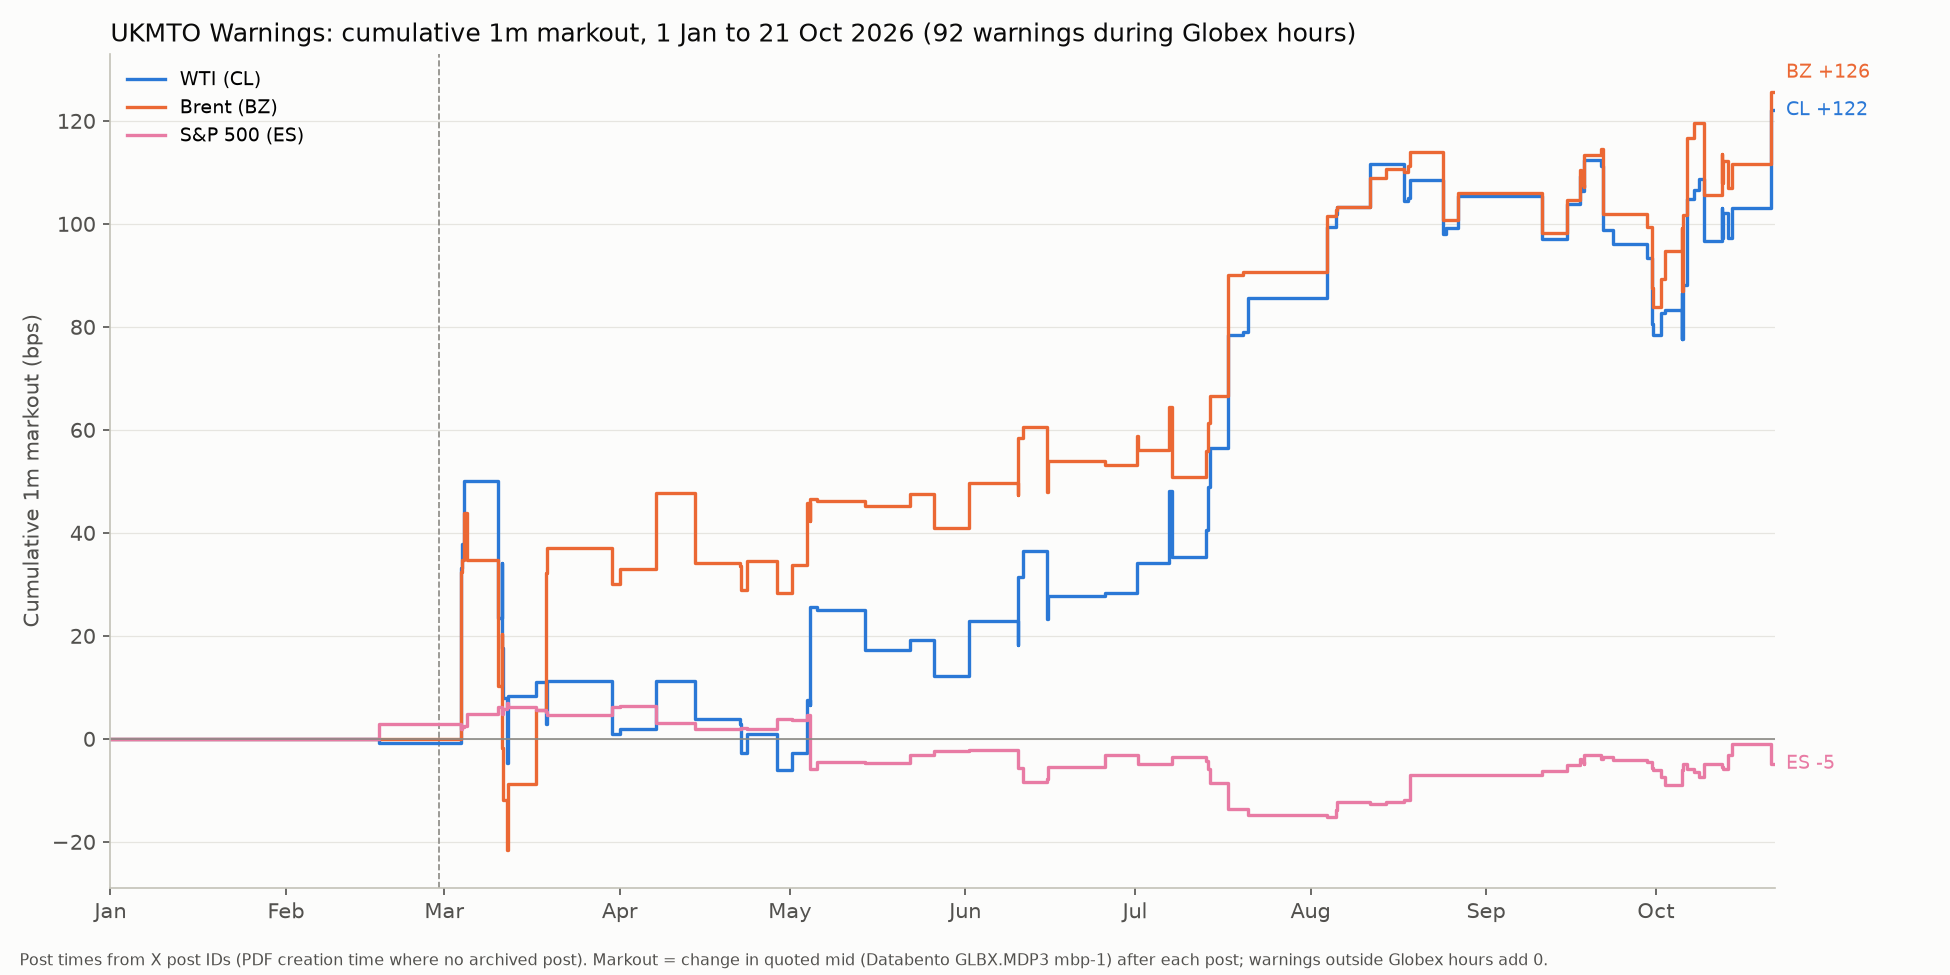 UKMTO Warnings: cumulative 1m markout, 1 Jan to 21 Oct 2026 (92 warnings during Globex hours)
WTI (CL)
Brent (BZ)
S&P 500 (ES)
BZ +126
CL +122
ES -5
Cumulative 1m markout (bps)
120
100
80
60
40
20
0
−20
Jan
Feb
Mar
Apr
May
Jun
Jul
Aug
Sep
Oct
Post times from X post IDs (PDF creation time where no archived post). Markout = change in quoted mid (Databento GLBX.MDP3 mbp-1) after each post; warnings outside Globex hours add 0.